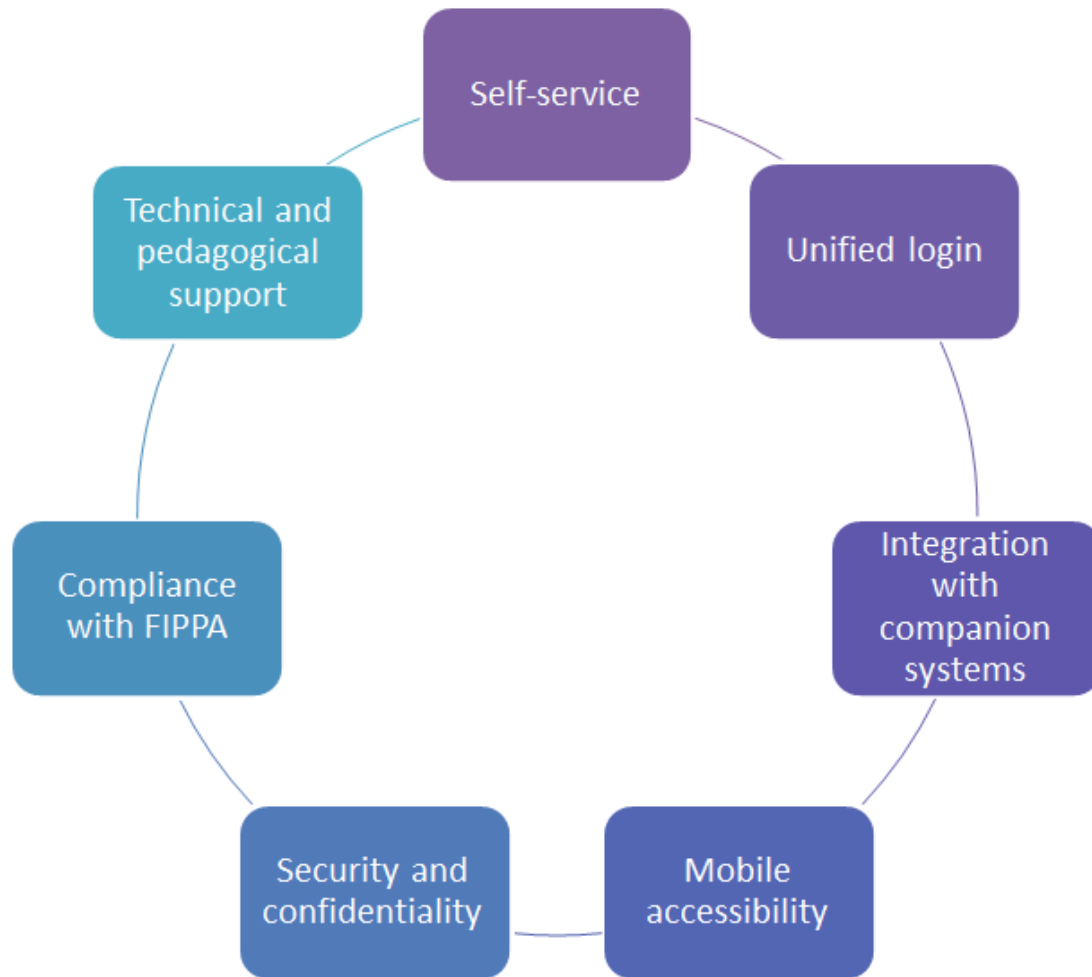 Self-service
Unified login
Integration
with
companion
systems
Mobile
accessibility
Security and
confidentiality
Compliance
with FIPPA
Technical and
pedagogical
support